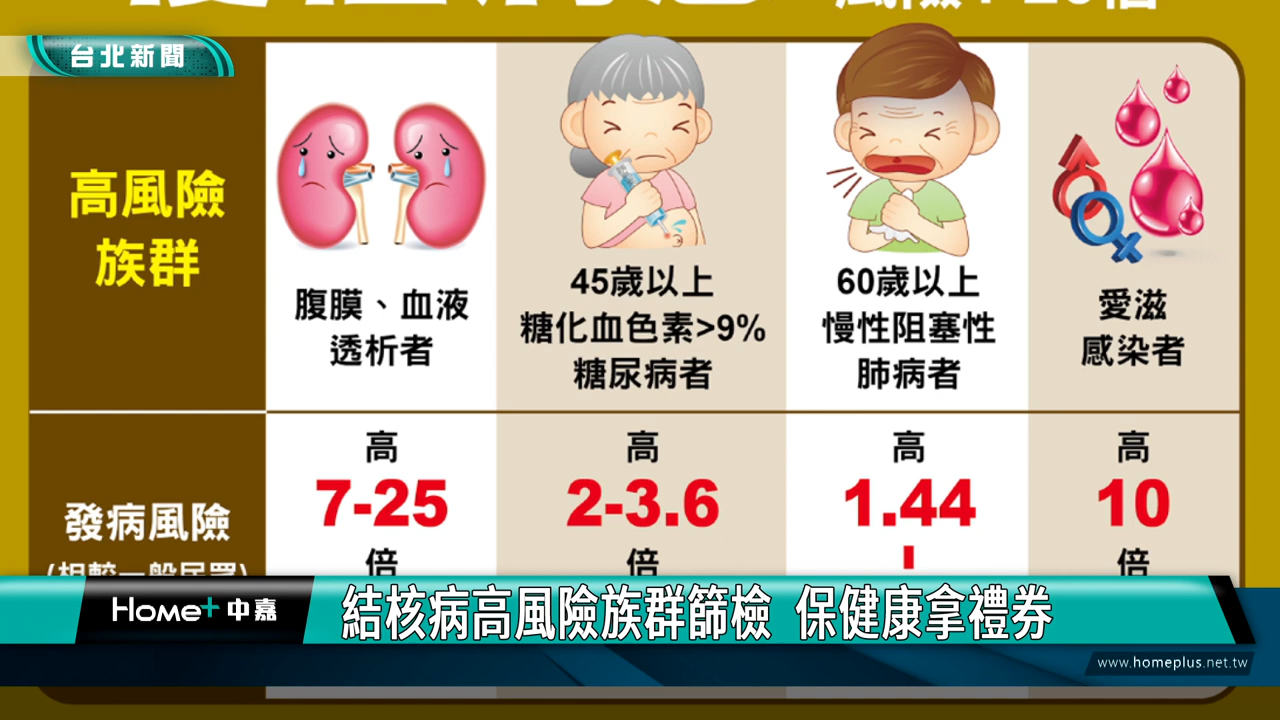 台北新聞
高風險
族群
腹膜、血液
透析者
45歲以上
糖化血色素>9%
糖尿病者
60歲以上
慢性阻塞性
肺病者
愛滋
感染者
發病風險
高
7-25
倍
高
2-3.6
倍
高
1.44
高
10
倍
Home+中嘉
結核病高風險族群篩檢 保健康拿禮券
www.homeplus.net.tw